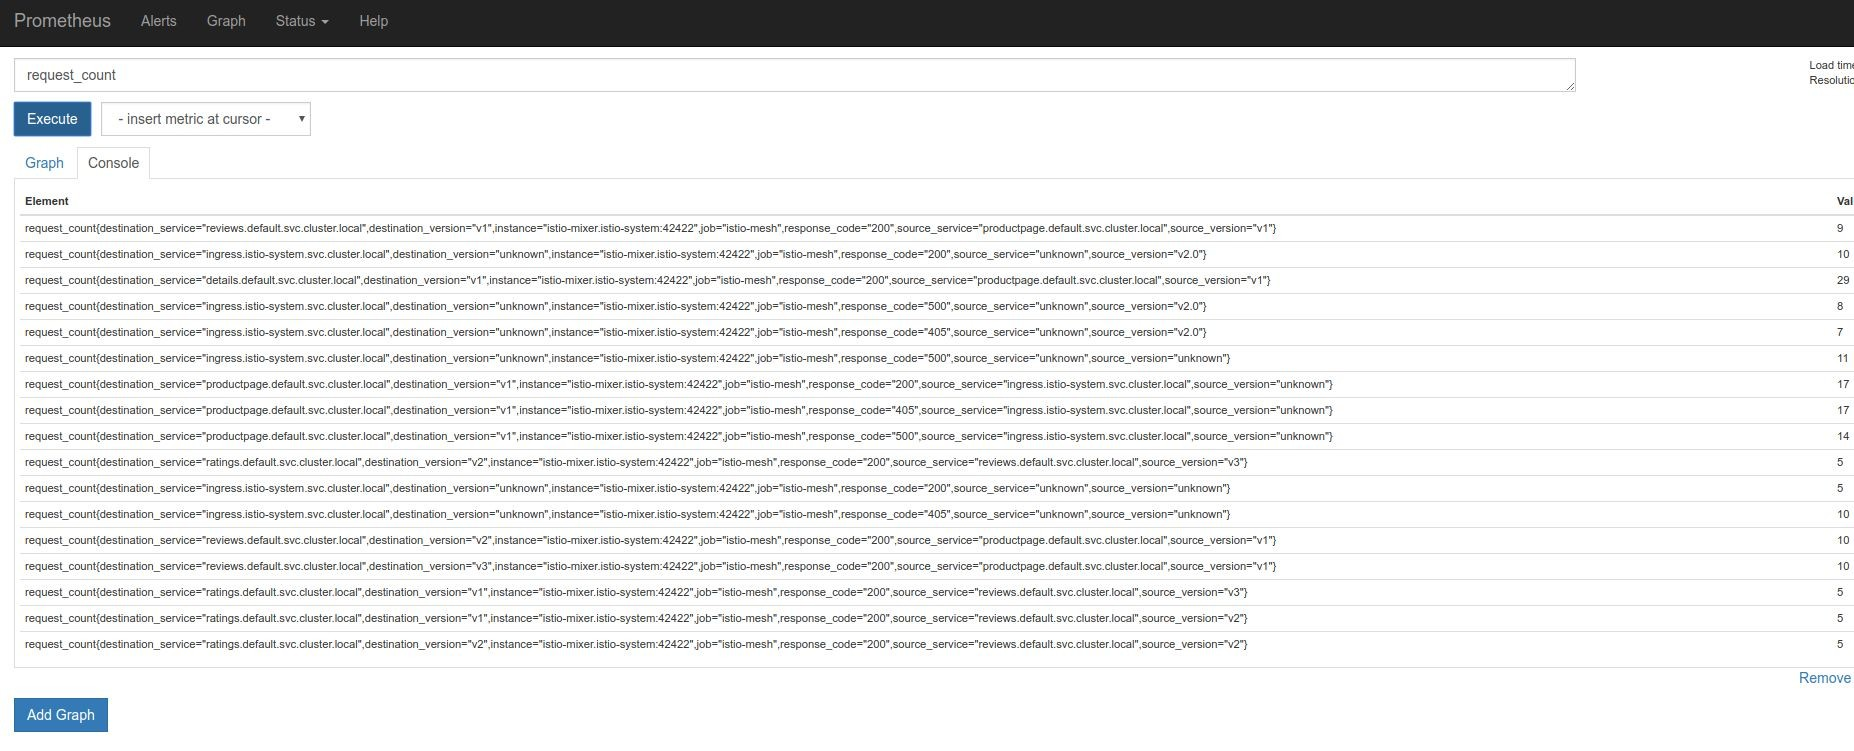 Prometheus Alerts Graph Status Help
request_count
Load time
Resolutio
Execute - insert metric at cursor -
Graph Console
Element Val
request_count{destination_service="reviews.default.svc.cluster.local",destination_version="v1",instance="istio-mixer.istio-system:42422",job="istio-mesh",response_code="200",source_service="productpage.default.svc.cluster.local",source_version="v1"} 9
request_count{destination_service="ingress.istio-system.svc.cluster.local",destination_version="unknown",instance="istio-mixer.istio-system:42422",job="istio-mesh",response_code="200",source_service="unknown",source_version="v2.0"} 10
request_count{destination_service="details.default.svc.cluster.local",destination_version="v1",instance="istio-mixer.istio-system:42422",job="istio-mesh",response_code="200",source_service="productpage.default.svc.cluster.local",source_version="v1"} 29
request_count{destination_service="ingress.istio-system.svc.cluster.local",destination_version="unknown",instance="istio-mixer.istio-system:42422",job="istio-mesh",response_code="500",source_service="unknown",source_version="v2.0"} 8
request_count{destination_service="ingress.istio-system.svc.cluster.local",destination_version="unknown",instance="istio-mixer.istio-system:42422",job="istio-mesh",response_code="405",source_service="unknown",source_version="v2.0"} 7
request_count{destination_service="ingress.istio-system.svc.cluster.local",destination_version="unknown",instance="istio-mixer.istio-system:42422",job="istio-mesh",response_code="500",source_service="unknown",source_version="unknown"} 11
request_count{destination_service="productpage.default.svc.cluster.local",destination_version="v1",instance="istio-mixer.istio-system:42422",job="istio-mesh",response_code="200",source_service="ingress.istio-system.svc.cluster.local",source_version="unknown"} 17
request_count{destination_service="productpage.default.svc.cluster.local",destination_version="v1",instance="istio-mixer.istio-system:42422",job="istio-mesh",response_code="405",source_service="ingress.istio-system.svc.cluster.local",source_version="unknown"} 17
request_count{destination_service="productpage.default.svc.cluster.local",destination_version="v1",instance="istio-mixer.istio-system:42422",job="istio-mesh",response_code="500",source_service="ingress.istio-system.svc.cluster.local",source_version="unknown"} 14
request_count{destination_service="ratings.default.svc.cluster.local",destination_version="v2",instance="istio-mixer.istio-system:42422",job="istio-mesh",response_code="200",source_service="reviews.default.svc.cluster.local",source_version="v3"} 5
request_count{destination_service="ingress.istio-system.svc.cluster.local",destination_version="unknown",instance="istio-mixer.istio-system:42422",job="istio-mesh",response_code="200",source_service="unknown",source_version="unknown"} 5
request_count{destination_service="ingress.istio-system.svc.cluster.local",destination_version="unknown",instance="istio-mixer.istio-system:42422",job="istio-mesh",response_code="405",source_service="unknown",source_version="unknown"} 10
request_count{destination_service="reviews.default.svc.cluster.local",destination_version="v2",instance="istio-mixer.istio-system:42422",job="istio-mesh",response_code="200",source_service="productpage.default.svc.cluster.local",source_version="v1"} 10
request_count{destination_service="reviews.default.svc.cluster.local",destination_version="v3",instance="istio-mixer.istio-system:42422",job="istio-mesh",response_code="200",source_service="productpage.default.svc.cluster.local",source_version="v1"} 10
request_count{destination_service="ratings.default.svc.cluster.local",destination_version="v1",instance="istio-mixer.istio-system:42422",job="istio-mesh",response_code="200",source_service="reviews.default.svc.cluster.local",source_version="v3"} 5
request_count{destination_service="ratings.default.svc.cluster.local",destination_version="v1",instance="istio-mixer.istio-system:42422",job="istio-mesh",response_code="200",source_service="reviews.default.svc.cluster.local",source_version="v2"} 5
request_count{destination_service="ratings.default.svc.cluster.local",destination_version="v2",instance="istio-mixer.istio-system:42422",job="istio-mesh",response_code="200",source_service="reviews.default.svc.cluster.local",source_version="v2"} 5
Remove
Add Graph